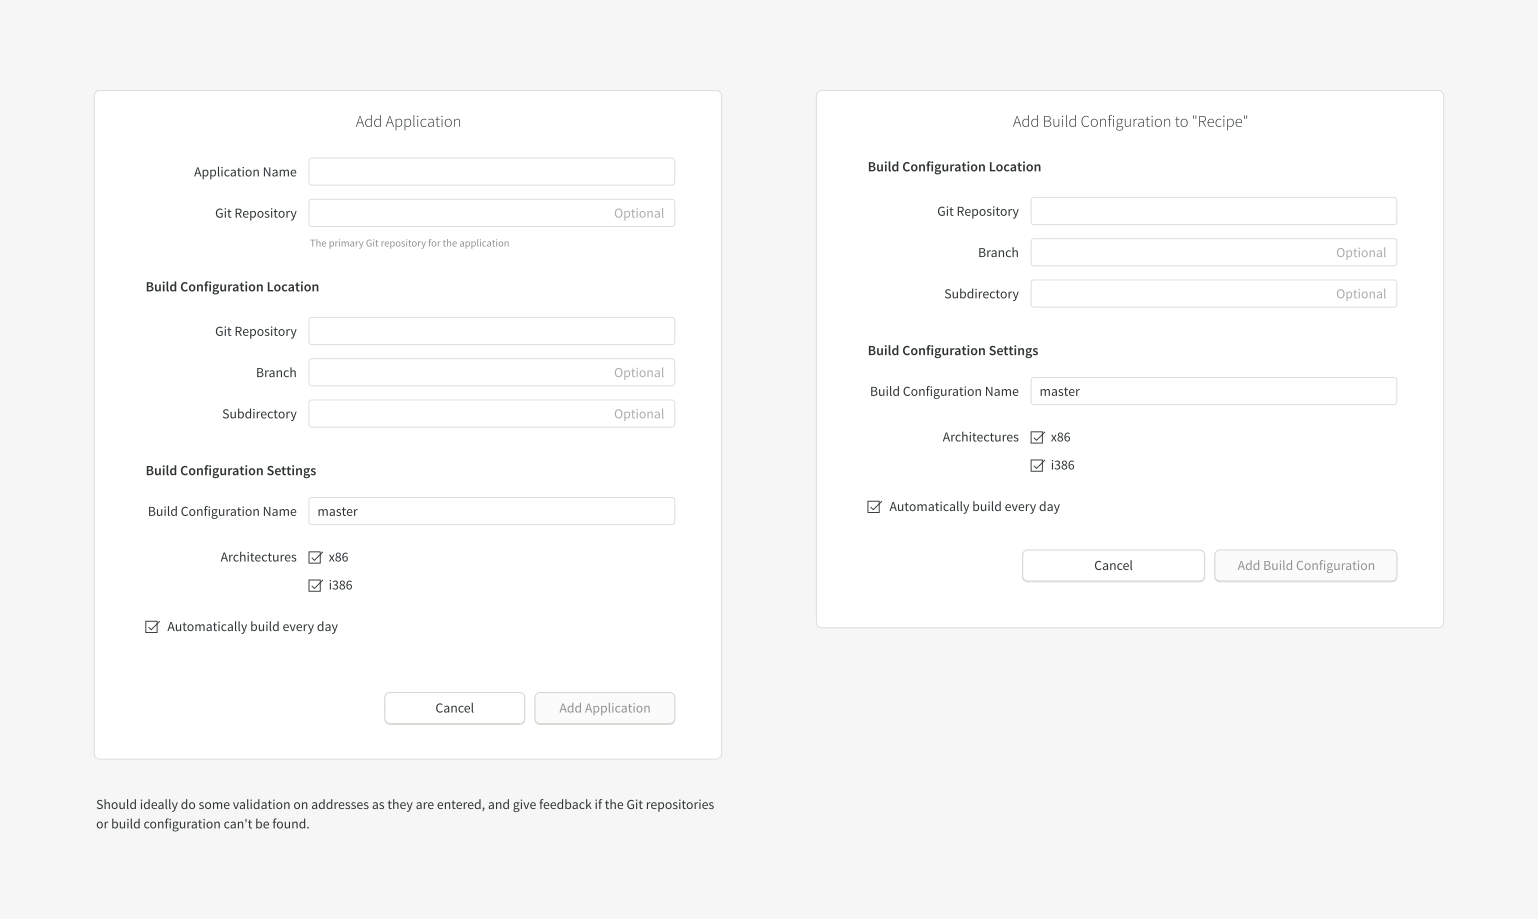 Add Application
Application Name
Git Repository Optional
The primary Git repository for the application
Build Configuration Location
Git Repository
Branch Optional
Subdirectory Optional
Build Configuration Settings
Build Configuration Name master
Architectures x86
i386
Automatically build every day
Cancel Add Application
Should ideally do some validation on addresses as they are entered, and give feedback if the Git repositories
or build configuration can't be found.
Add Build Configuration to "Recipe"
Build Configuration Location
Git Repository
Branch Optional
Subdirectory Optional
Build Configuration Settings
Build Configuration Name master
Architectures x86
i386
Automatically build every day
Cancel Add Build Configuration